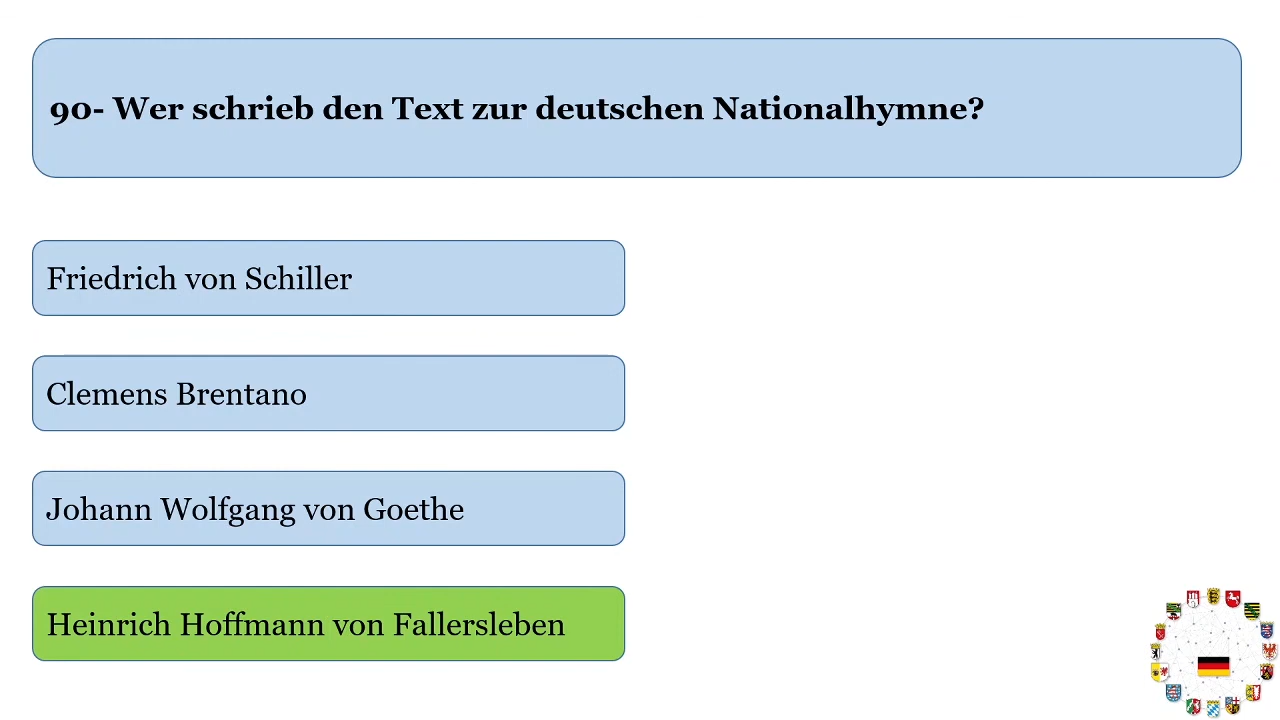 90- Wer schrieb den Text zur deutschen Nationalhymne?
Friedrich von Schiller
Clemens Brentano
Johann Wolfgang von Goethe
Heinrich Hoffmann von Fallersleben